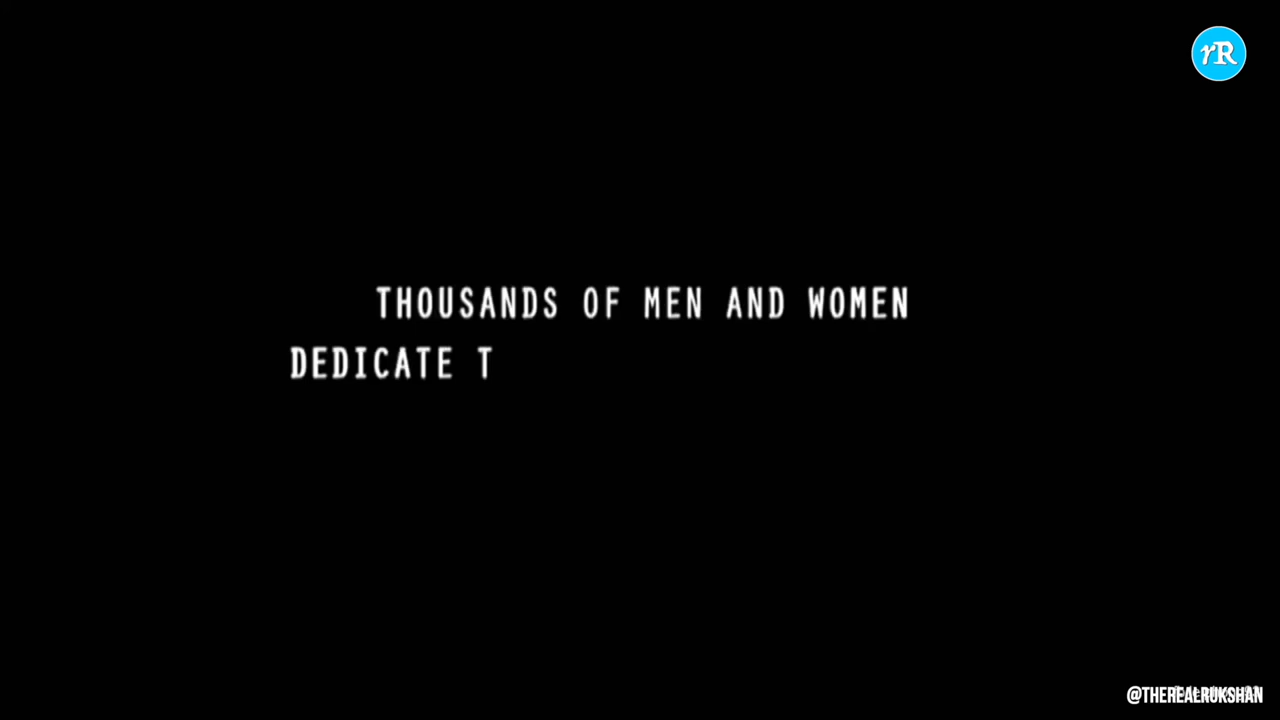 rR
THOUSANDS OF MEN AND WOMEN
DEDICATE T
@THEREALRUKSHAN